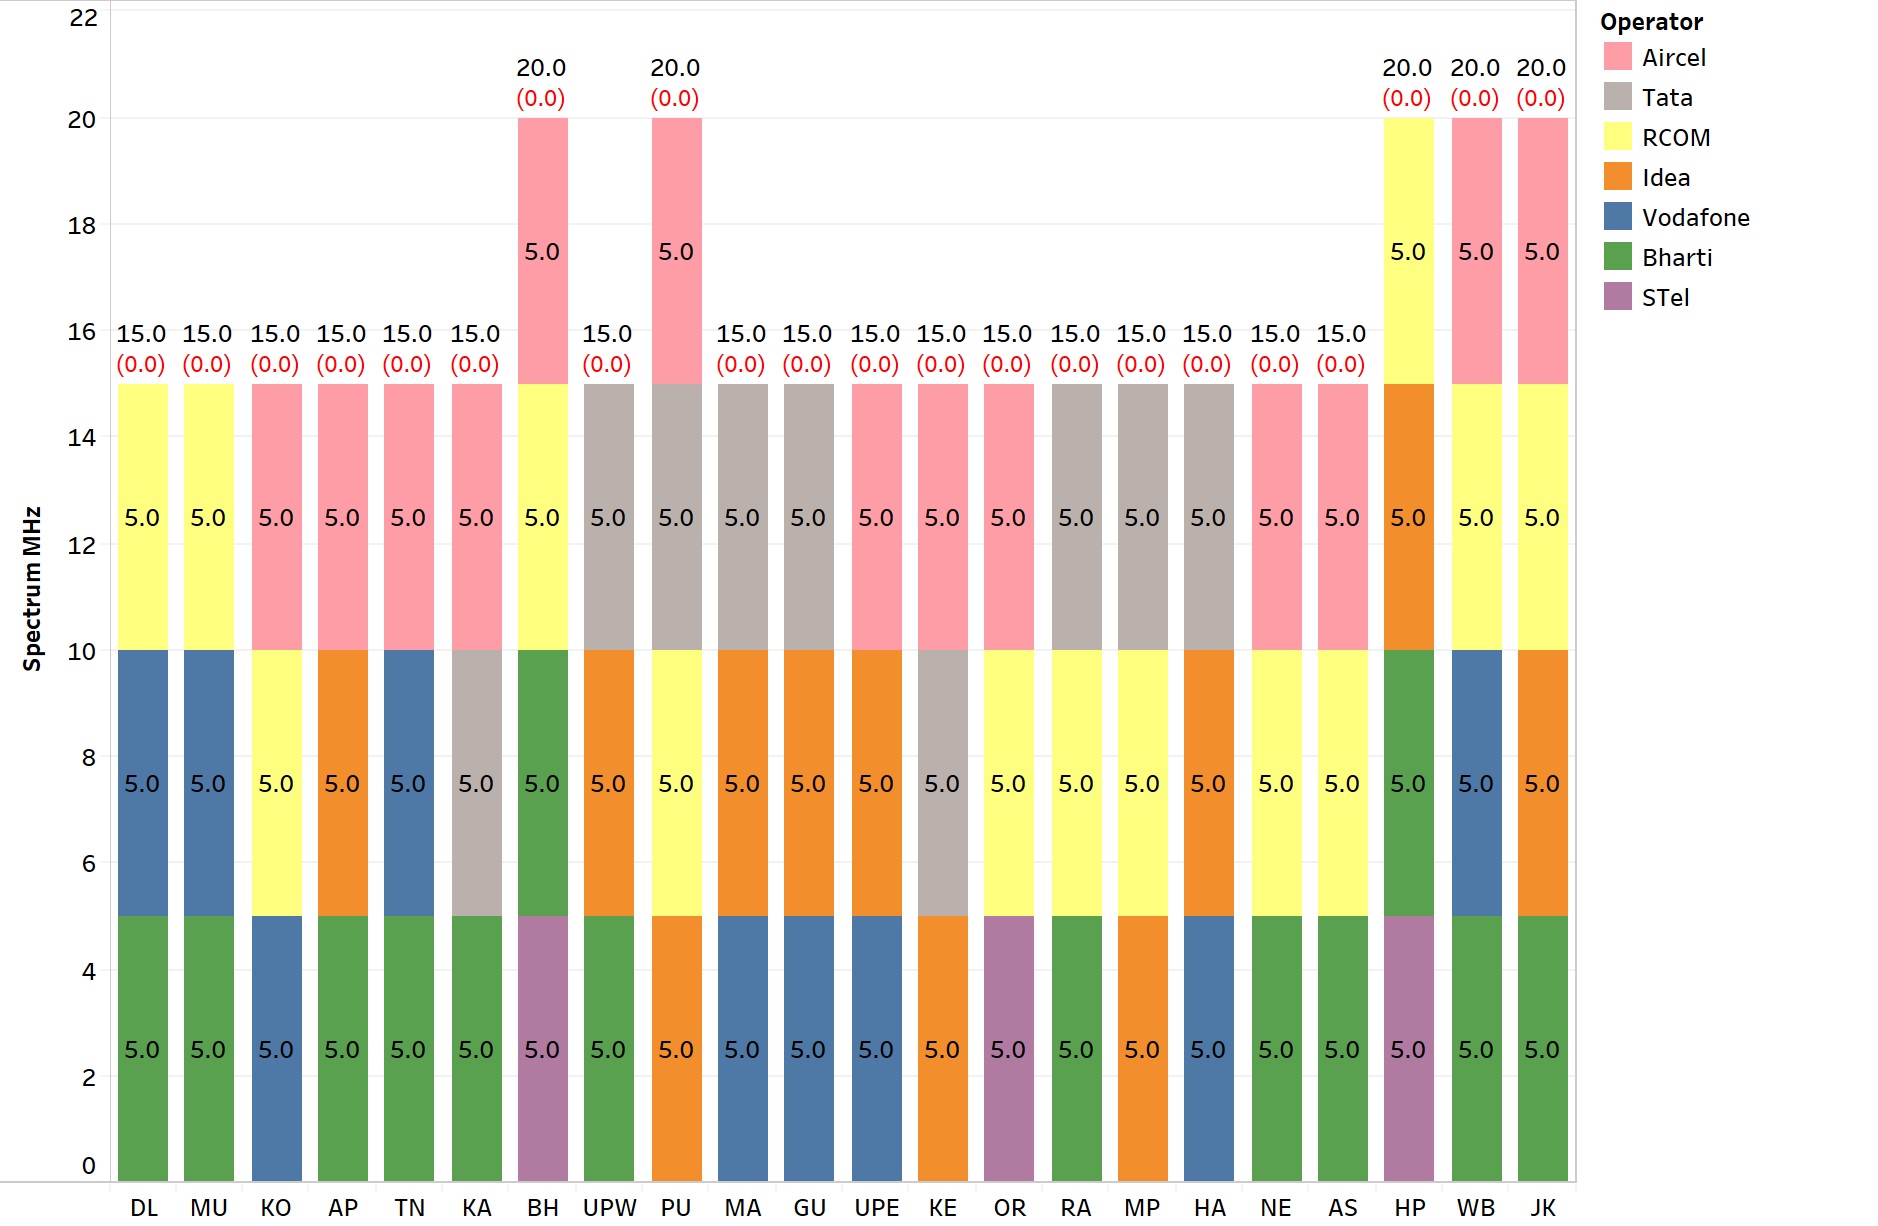 22
20
18
16
14
12
10
8
6
4
2
0
Spectrum MHz
20.0 20.0 20.0 20.0 20.0
(0.0) (0.0) (0.0) (0.0) (0.0)
5.0 5.0 5.0 5.0 5.0
15.0 15.0 15.0 15.0 15.0 15.0 15.0 15.0 15.0 15.0 15.0 15.0 15.0 15.0 15.0 15.0 15.0
(0.0) (0.0) (0.0) (0.0) (0.0) (0.0) (0.0) (0.0) (0.0) (0.0) (0.0) (0.0) (0.0) (0.0) (0.0) (0.0) (0.0)
5.0 5.0 5.0 5.0 5.0 5.0 5.0 5.0 5.0 5.0 5.0 5.0 5.0 5.0 5.0 5.0 5.0 5.0 5.0 5.0 5.0 5.0
5.0 5.0 5.0 5.0 5.0 5.0 5.0 5.0 5.0 5.0 5.0 5.0 5.0 5.0 5.0 5.0 5.0 5.0 5.0 5.0 5.0 5.0
5.0 5.0 5.0 5.0 5.0 5.0 5.0 5.0 5.0 5.0 5.0 5.0 5.0 5.0 5.0 5.0 5.0 5.0 5.0 5.0 5.0 5.0
DL MU KO AP TN KA BH UPW PU MA GU UPE KE OR RA MP HA NE AS HP WB JK
Operator
Aircel
Tata
RCOM
Idea
Vodafone
Bharti
STel